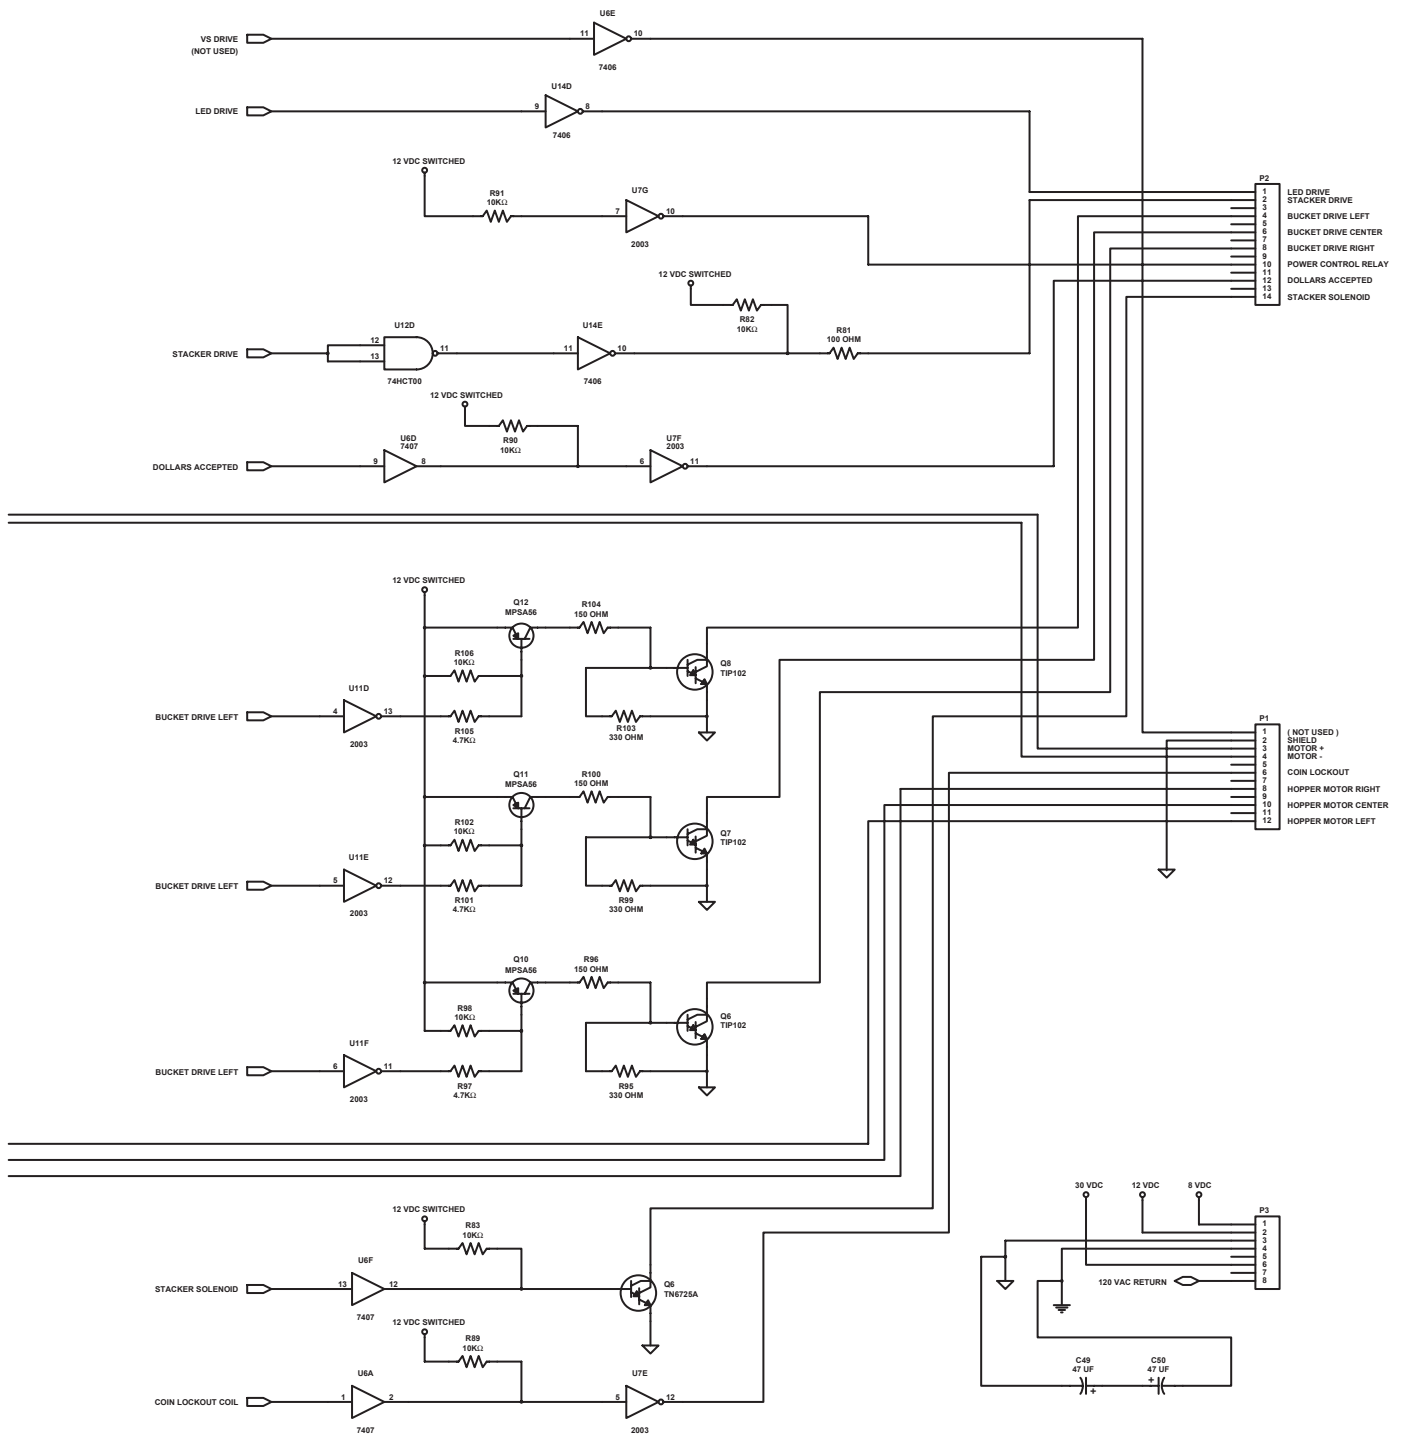 U6E
VS DRIVE
(NOT USED)
11
10
7406
U14D
LED DRIVE
9
8
7406
12 VDC SWITCHED
R91
10KΩ
U7G
7
10
2003
P2
1 LED DRIVE
2 STACKER DRIVE
3
4 BUCKET DRIVE LEFT
5
6 BUCKET DRIVE CENTER
7
8 BUCKET DRIVE RIGHT
9
10 POWER CONTROL RELAY
11
12 DOLLARS ACCEPTED
13
14 STACKER SOLENOID
12 VDC SWITCHED
R82
10KΩ
R81
100 OHM
STACKER DRIVE
U12D
12
13
11
74HCT00
U14E
11
10
7406
12 VDC SWITCHED
R90
10KΩ
DOLLARS ACCEPTED
U6D
7407
9
8
U7F
2003
6
11
12 VDC SWITCHED
Q12
MPSA56
R104
150 OHM
R106
10KΩ
Q8
TIP102
BUCKET DRIVE LEFT
U11D
4
13
2003
R105
4.7KΩ
R103
330 OHM
P1
1 ( NOT USED )
2 SHIELD
3 MOTOR +
4 MOTOR -
5
6 COIN LOCKOUT
7
8 HOPPER MOTOR RIGHT
9
10 HOPPER MOTOR CENTER
11
12 HOPPER MOTOR LEFT
Q11
MPSA56
R100
150 OHM
R102
10KΩ
Q7
TIP102
BUCKET DRIVE LEFT
U11E
5
12
2003
R101
4.7KΩ
R99
330 OHM
Q10
MPSA56
R96
150 OHM
R98
10KΩ
Q6
TIP102
BUCKET DRIVE LEFT
U11F
6
11
2003
R97
4.7KΩ
R95
330 OHM
12 VDC SWITCHED
R83
10KΩ
STACKER SOLENOID
U6F
13
12
7407
Q6
TN6725A
12 VDC SWITCHED
R89
10KΩ
COIN LOCKOUT COIL
U6A
1
2
7407
U7E
5
12
2003
30 VDC
12 VDC
8 VDC
P3
1
2
3
4
5
6
7
8
120 VAC RETURN
C49
47 UF
+
C50
47 UF
+